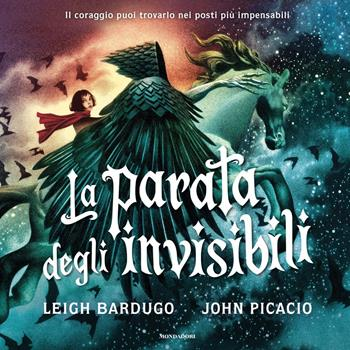 Il coraggio puoi trovarlo nei posti più impensabili
La parata
degli invisibili
LEIGH BARDUGO JOHN PICACIO
MONDADORI